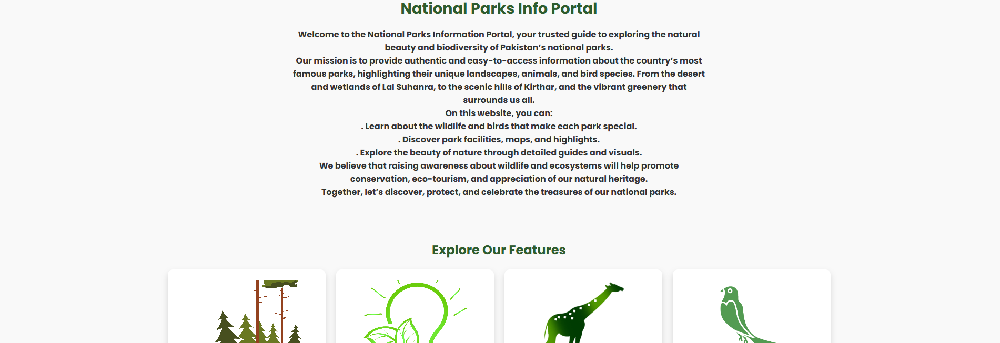 National Parks Info Portal
Welcome to the National Parks Information Portal, your trusted guide to exploring the natural
beauty and biodiversity of Pakistan’s national parks.
Our mission is to provide authentic and easy-to-access information about the country’s most
famous parks, highlighting their unique landscapes, animals, and bird species. From the desert
and wetlands of Lal Suhanra, to the scenic hills of Kirthar, and the vibrant greenery that
surrounds us all.
On this website, you can:
. Learn about the wildlife and birds that make each park special.
. Discover park facilities, maps, and highlights.
. Explore the beauty of nature through detailed guides and visuals.
We believe that raising awareness about wildlife and ecosystems will help promote
conservation, eco-tourism, and appreciation of our natural heritage.
Together, let’s discover, protect, and celebrate the treasures of our national parks.
Explore Our Features